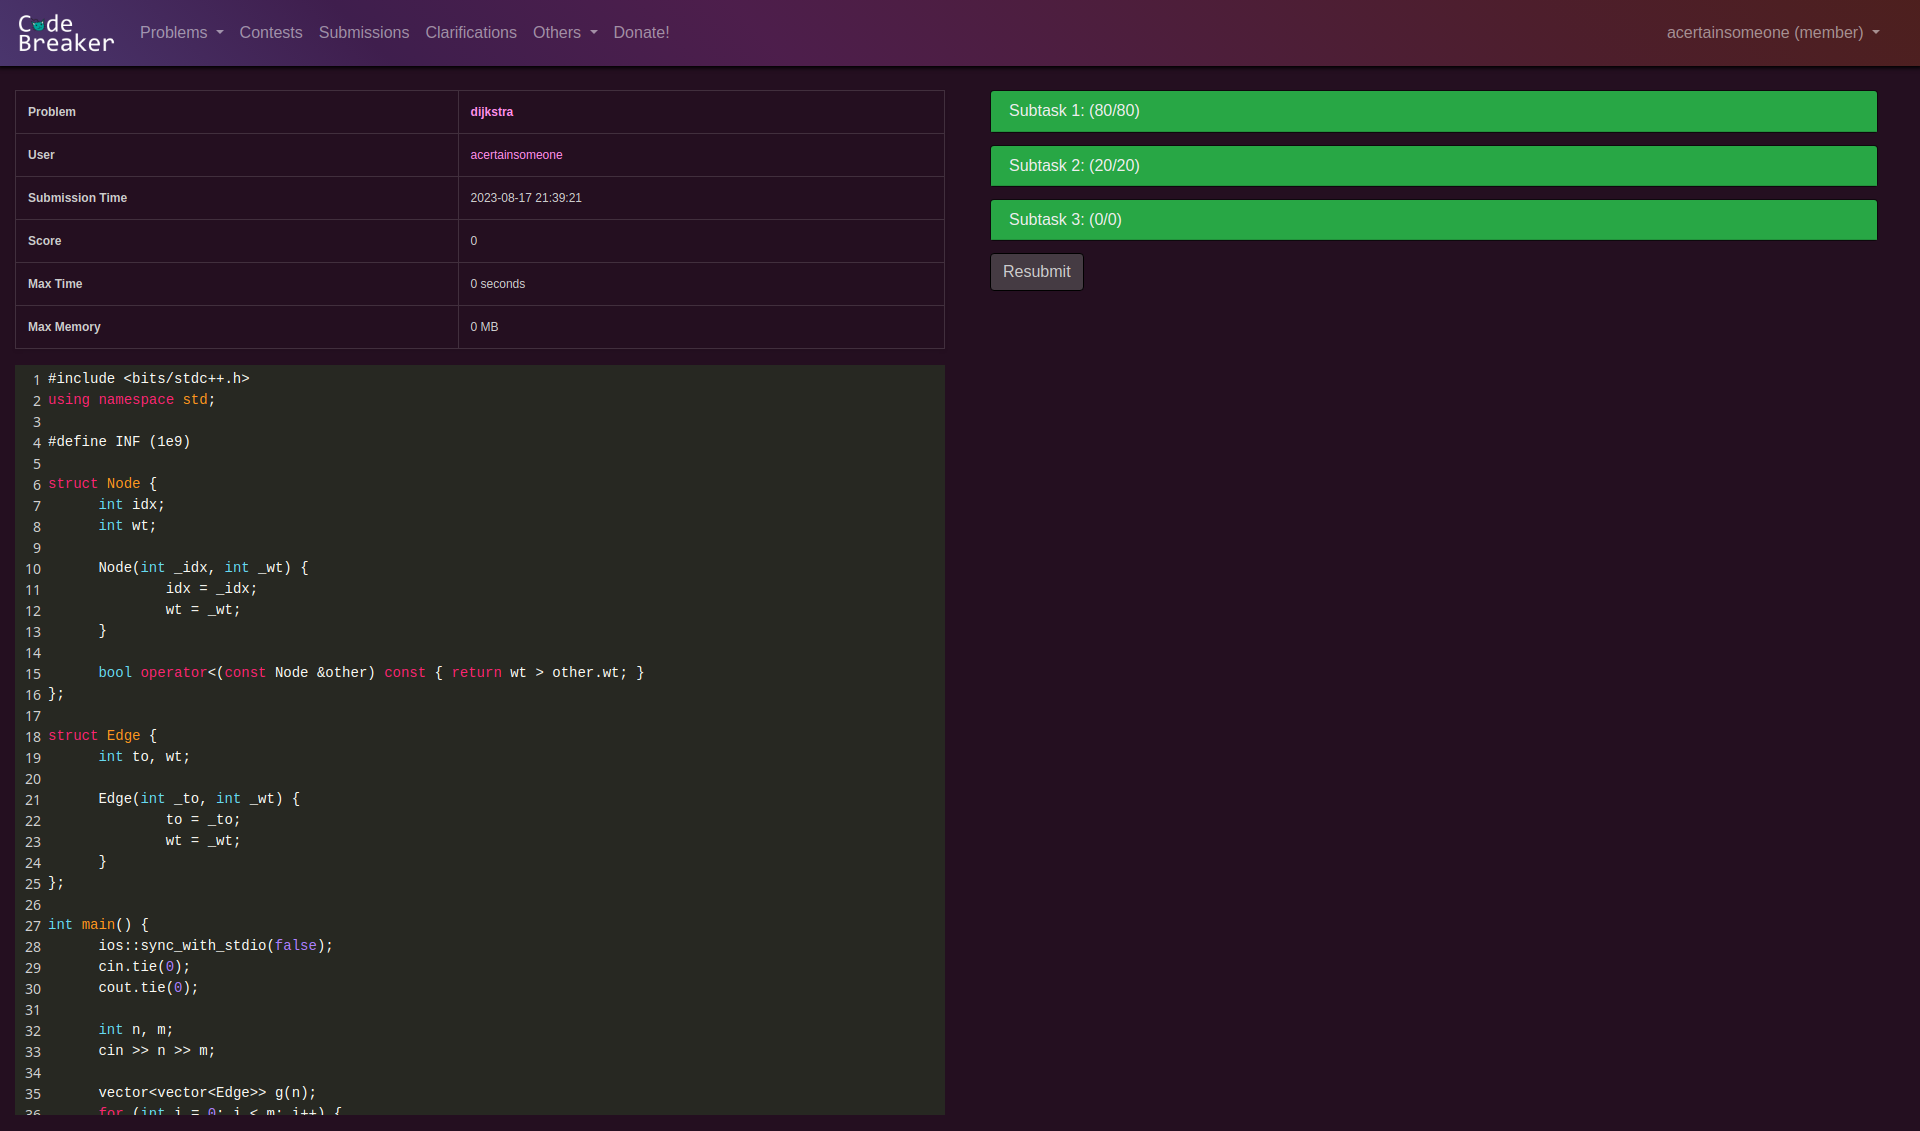 Code
Breaker
Problems Contests Submissions Clarifications Others Donate! acertainsomeone (member)
Problem dijkstra
User acertainsomeone
Submission Time 2023-08-17 21:39:21
Score 0
Max Time 0 seconds
Max Memory 0 MB
1 #include <bits/stdc++.h>
2 using namespace std;
3
4 #define INF (1e9)
5
6 struct Node {
7 int idx;
8 int wt;
9
10 Node(int _idx, int _wt) {
11 idx = _idx;
12 wt = _wt;
13 }
14
15 bool operator<(const Node &other) const { return wt > other.wt; }
16 };
17
18 struct Edge {
19 int to, wt;
20
21 Edge(int _to, int _wt) {
22 to = _to;
23 wt = _wt;
24 }
25 };
26
27 int main() {
28 ios::sync_with_stdio(false);
29 cin.tie(0);
30 cout.tie(0);
31
32 int n, m;
33 cin >> n >> m;
34
35 vector<vector<Edge>> g(n);
36 for (int i = 0; i < m; i++) {
Subtask 1: (80/80)
Subtask 2: (20/20)
Subtask 3: (0/0)
Resubmit